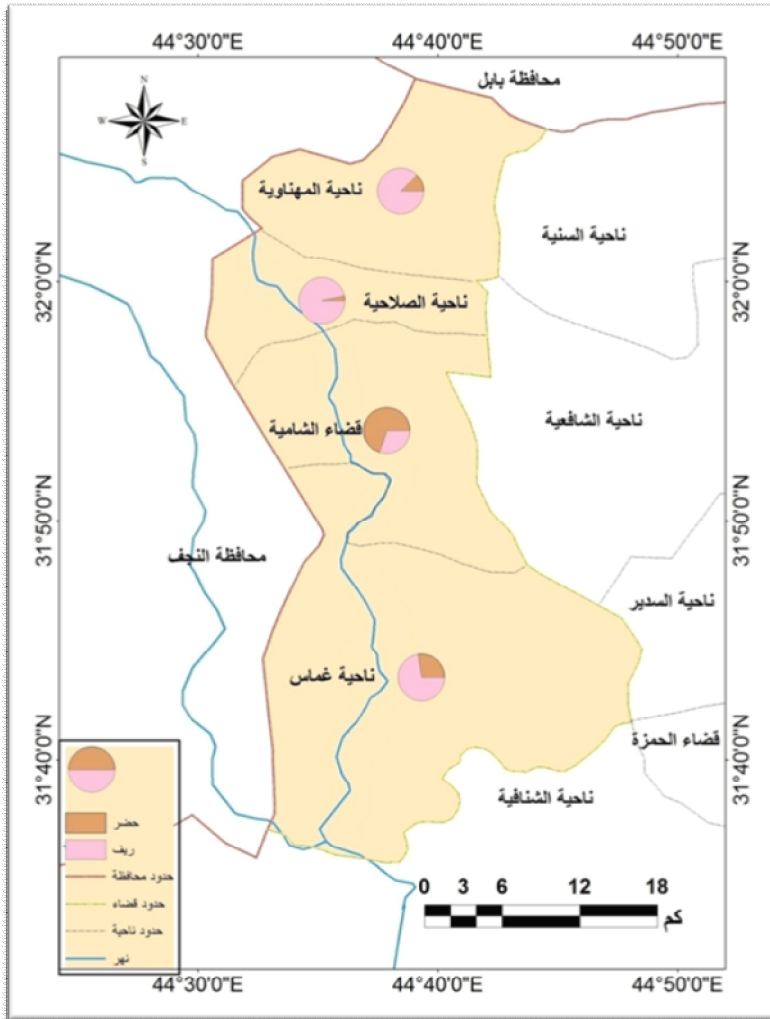 44°30'0"E
44°40'0"E
44°50'0"E
محافظة بابل
N
W
E
S
ناحية المهناوية
ناحية السنية
32°0'0"N
32°0'0"N
ناحية الصلاحية
ناحية الشافعية
قضاء الشامية
31°50'0"N
31°50'0"N
محافظة النجف
ناحية السدير
ناحية غماس
قضاء الحمزة
31°40'0"N
31°40'0"N
ناحية الشنافية
حضر
ريف
حدود محافظة
حدود قضاء
حدود ناحية
نهر
0 3 6 12 18
كم
44°30'0"E
44°40'0"E
44°50'0"E